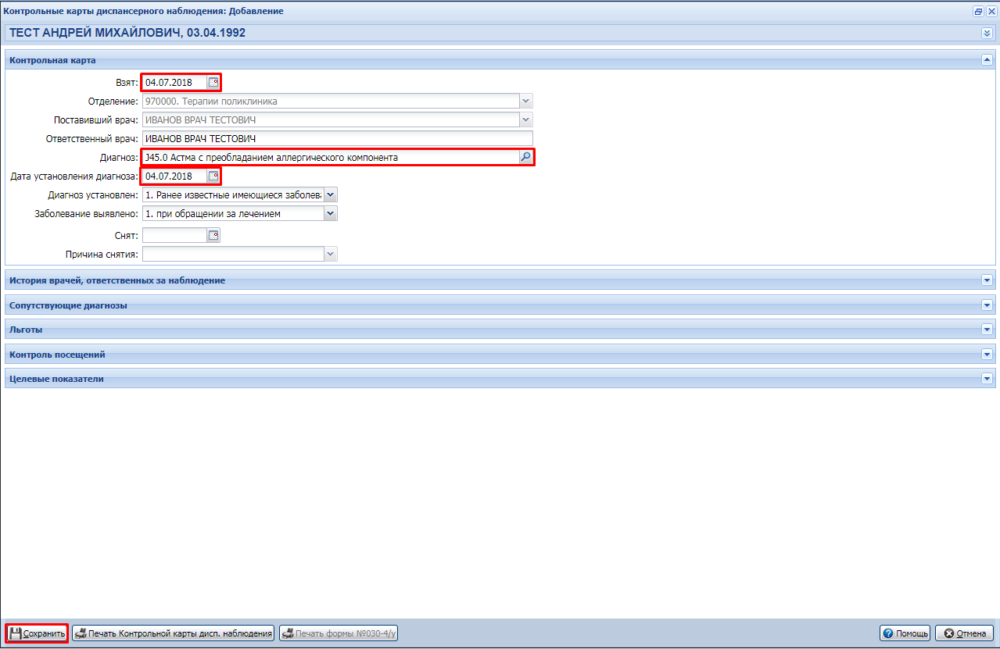 Контрольные карты диспансерного наблюдения: Добавление
ТЕСТ АНДРЕЙ МИХАЙЛОВИЧ, 03.04.1992
Контрольная карта
Взят: 04.07.2018
Отделение: 970000. Терапии поликлиника
Поставивший врач: ИВАНОВ ВРАЧ ТЕСТОВИЧ
Ответственный врач: ИВАНОВ ВРАЧ ТЕСТОВИЧ
Диагноз: J45.0 Астма с преобладанием аллергического компонента
Дата установления диагноза: 04.07.2018
Диагноз установлен: 1. Ранее известные имеющиеся заболев
Заболевание выявлено: 1. при обращении за лечением
Снят:
Причина снятия:
История врачей, ответственных за наблюдение
Сопутствующие диагнозы
Льготы
Контроль посещений
Целевые показатели
Сохранить Печать Контрольной карты дисп. наблюдения Печать формы №030-4/у Помощь Отмена